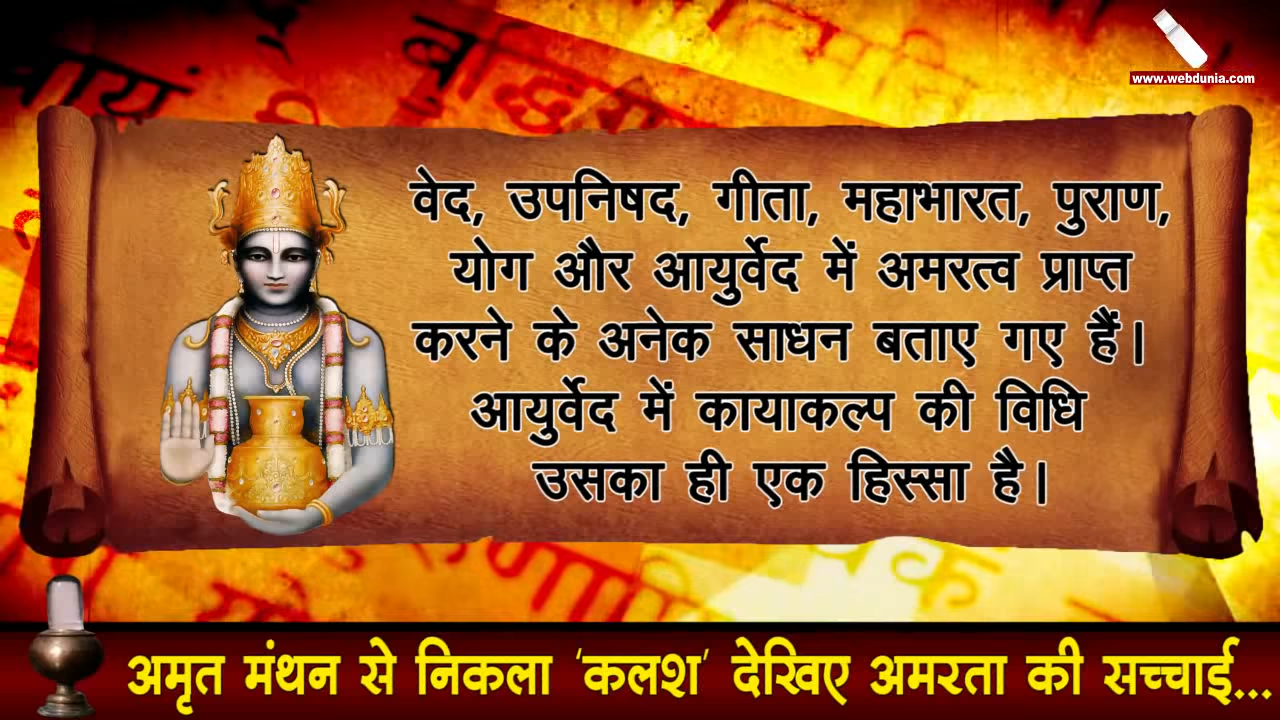 www.webdunia.com
वेद, उपनिषद, गीता, महाभारत, पुराण,
योग और आयुर्वेद में अमरत्व प्राप्त
करने के अनेक साधन बताए गए हैं।
आयुर्वेद में कायाकल्प की विधि
उसका ही एक हिस्सा है।
अमृत मंथन से निकला ‘कलश’ देखिए अमरता की सच्चाई...